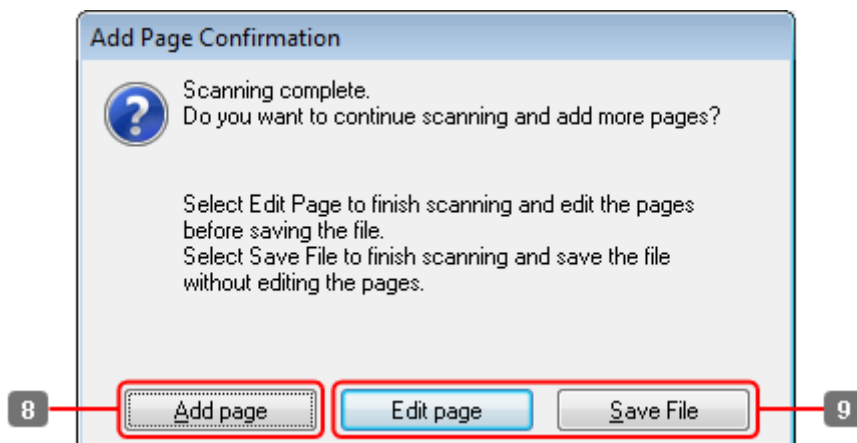 Add Page Confirmation
Scanning complete.
Do you want to continue scanning and add more pages?
Select Edit Page to finish scanning and edit the pages
before saving the file.
Select Save File to finish scanning and save the file
without editing the pages.
8 Add page Edit page Save File 9